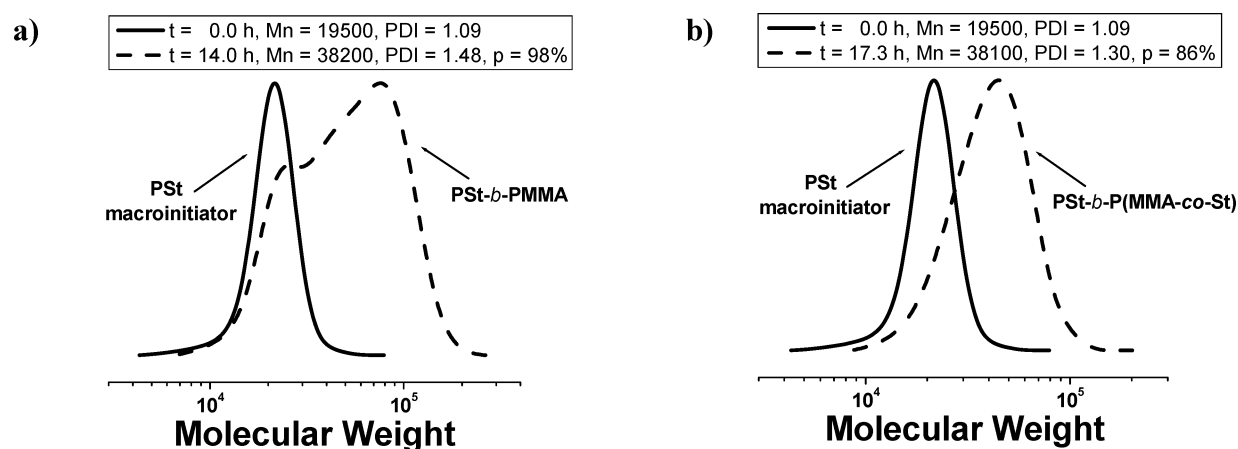 a)
t = 0.0 h, Mn = 19500, PDI = 1.09
t = 14.0 h, Mn = 38200, PDI = 1.48, p = 98%
PSt
macroinitiator
PSt-b-PMMA
10⁴ 10⁵
Molecular Weight
b)
t = 0.0 h, Mn = 19500, PDI = 1.09
t = 17.3 h, Mn = 38100, PDI = 1.30, p = 86%
PSt
macroinitiator
PSt-b-P(MMA-co-St)
10⁴ 10⁵
Molecular Weight